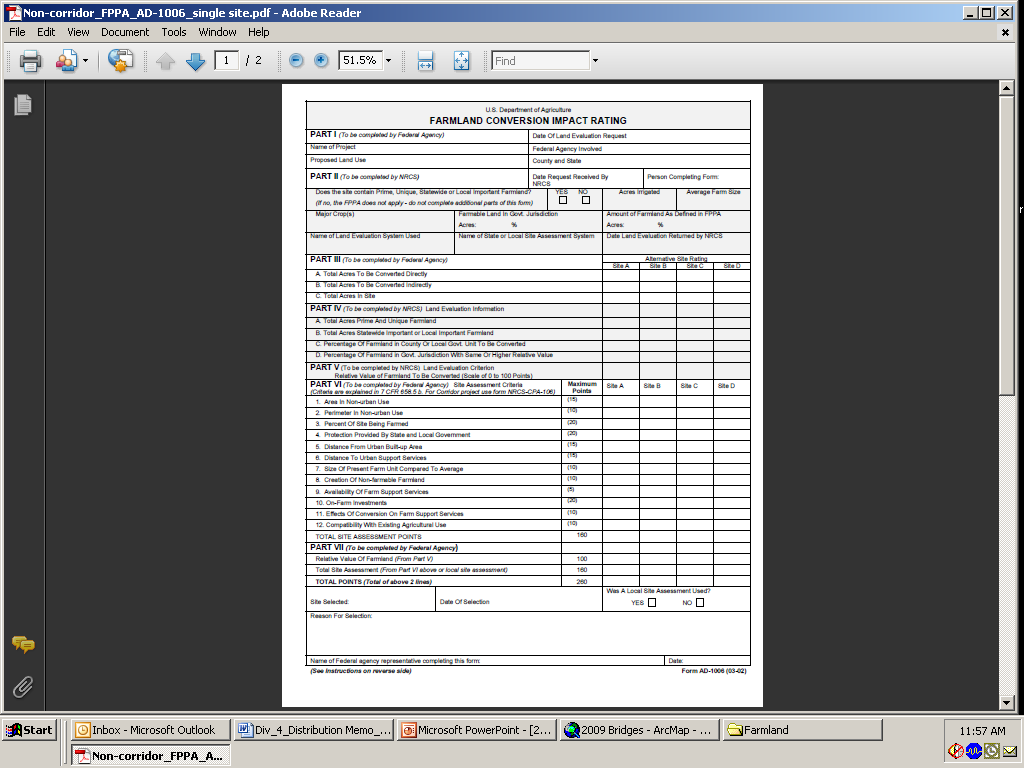 Non-corridor_FPPA_AD-1006_single site.pdf - Adobe Reader
File Edit View Document Tools Window Help
1 / 2 51.5% Find
U.S. Department of Agriculture
FARMLAND CONVERSION IMPACT RATING
PART I (To be completed by Federal Agency) Date Of Land Evaluation Request
Name of Project Federal Agency Involved
Proposed Land Use County and State
PART II (To be completed by NRCS) Date Request Received By NRCS Person Completing Form:
Does the site contain Prime, Unique, Statewide or Local Important Farmland? YES NO Acres Irrigated Average Farm Size
(If no, the FPPA does not apply - do not complete additional parts of this form)
Major Crop(s) Farmable Land In Govt. Jurisdiction Amount of Farmland As Defined in FPPA
Acres: % Acres: %
Name of Land Evaluation System Used Name of State or Local Site Assessment System Date Land Evaluation Returned by NRCS
PART III (To be completed by Federal Agency) Alternative Site Rating
Site A Site B Site C Site D
A. Total Acres To Be Converted Directly
B. Total Acres To Be Converted Indirectly
C. Total Acres In Site
PART IV (To be completed by NRCS) Land Evaluation Information
A. Total Acres Prime And Unique Farmland
B. Total Acres Statewide Important or Local Important Farmland
C. Percentage Of Farmland in County Or Local Govt. Unit To Be Converted
D. Percentage Of Farmland in Govt. Jurisdiction With Same Or Higher Relative Value
PART V (To be completed by NRCS) Land Evaluation Criterion
Relative Value of Farmland To Be Converted (Scale of 0 to 100 Points)
PART VI (To be completed by Federal Agency) Site Assessment Criteria Maximum Points Site A Site B Site C Site D
(Criteria are explained in 7 CFR 658.5 b. For Corridor project use form NRCS-CPA-106)
1. Area In Non-urban Use (15)
2. Perimeter In Non-urban Use (10)
3. Percent Of Site Being Farmed (20)
4. Protection Provided By State and Local Government (20)
5. Distance From Urban Built-up Area (15)
6. Distance To Urban Support Services (15)
7. Size Of Present Farm Unit Compared To Average (10)
8. Creation Of Non-farmable Farmland (10)
9. Availability Of Farm Support Services (5)
10. On-Farm Investments (20)
11. Effects Of Conversion On Farm Support Services (10)
12. Compatibility With Existing Agricultural Use (10)
TOTAL SITE ASSESSMENT POINTS 160
PART VII (To be completed by Federal Agency)
Relative Value Of Farmland (From Part V) 100
Total Site Assessment (From Part VI above or local site assessment) 160
TOTAL POINTS (Total of above 2 lines) 260
Was A Local Site Assessment Used?
Site Selected: Date Of Selection YES NO
Reason For Selection:
Name of Federal agency representative completing this form: Date:
(See Instructions on reverse side) Form AD-1006 (03-02)
Start Inbox - Microsoft Outlook Div_4_Distribution Memo_... Microsoft PowerPoint - [2... 2009 Bridges - ArcMap - ... Farmland 11:57 AM
Non-corridor_FPPA_A...